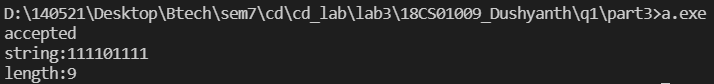 D:\140521\Desktop\Btech\sem7\cd\cd_lab\lab3\18CS01009_Dushyanth\q1\part3>a.exe
accepted
string:111101111
length:9